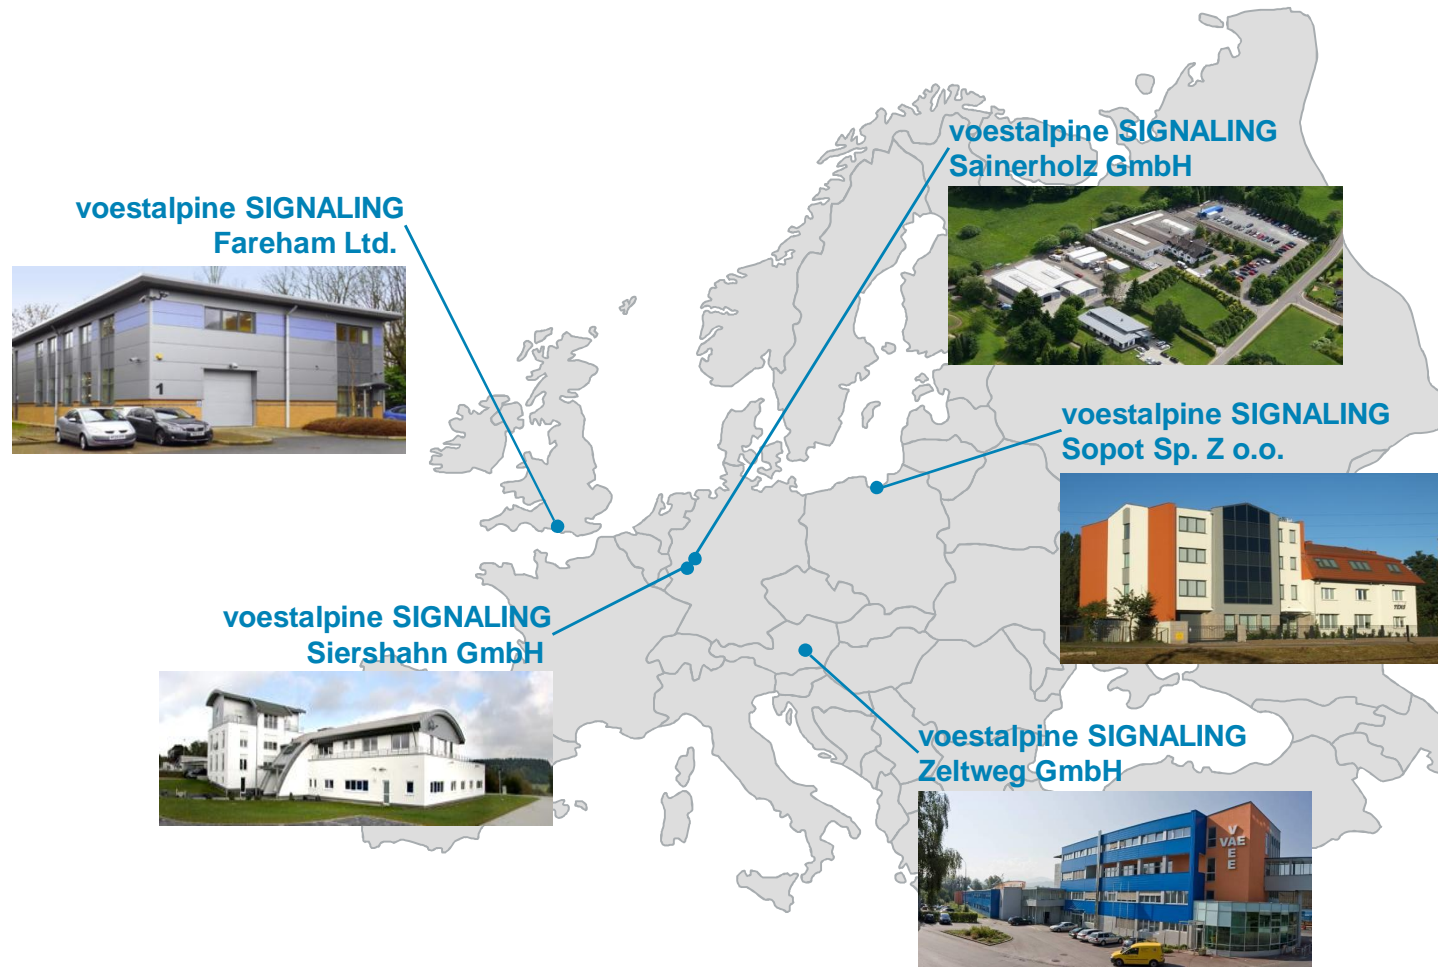 voestalpine SIGNALING
Sainerholz GmbH
voestalpine SIGNALING
Fareham Ltd.
1
voestalpine SIGNALING
Sopot Sp. Z o.o.
voestalpine SIGNALING
Siershahn GmbH
voestalpine SIGNALING
Zeltweg GmbH
V
VAE
E
E